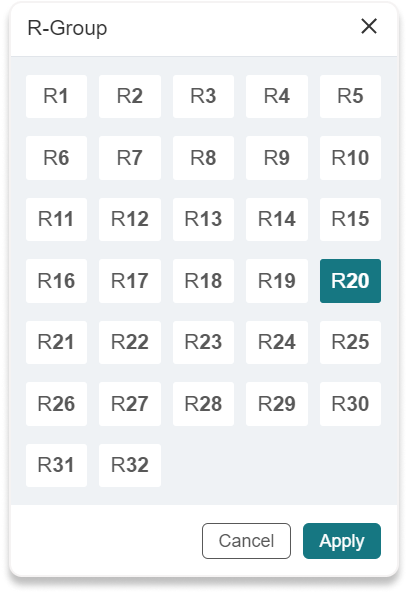 R-Group
R1 R2 R3 R4 R5
R6 R7 R8 R9 R10
R11 R12 R13 R14 R15
R16 R17 R18 R19 R20
R21 R22 R23 R24 R25
R26 R27 R28 R29 R30
R31 R32
Cancel Apply